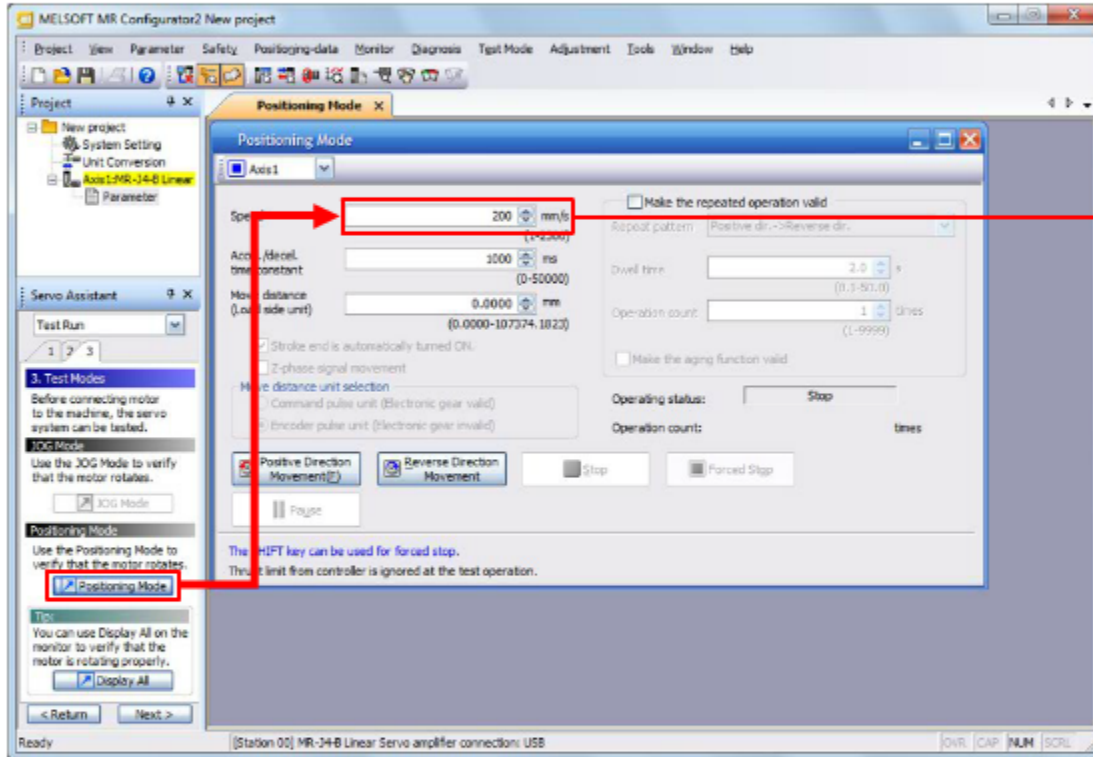 MELSOFT MR Configurator2 New project
Project View Parameter Safety Positioning-data Monitor Diagnosis Test Mode Adjustment Tools Window Help
Project
New project
System Setting
Unit Conversion
Axis1:MR-J4-B Linear
Parameter
Servo Assistant
Test Run
1 2 3
3. Test Modes
Before connecting motor
to the machine, the servo
system can be tested.
JOG Mode
Use the JOG Mode to verify
that the motor rotates.
JOG Mode
Positioning Mode
Use the Positioning Mode to
verify that the motor rotates.
Positioning Mode
Tip:
You can use Display All on the
monitor to verify that the
motor is rotating properly.
Display All
< Return Next >
Positioning Mode
Positioning Mode
Axis1
200 mm/s
time constant
1000 ms
(0-50000)
Move distance
(Load side unit)
0.0000 mm
(0.0000-107374.1823)
Stroke end is automatically turned ON.
Z-phase signal movement
Move distance unit selection
Command pulse unit (Electronic gear valid)
Encoder pulse unit (Electronic gear invalid)
Make the repeated operation valid
Repeat pattern Positive dir.->Reverse dir.
Dwell time 2.0 s
(0.1-50.0)
Operation count 1 times
(1-9999)
Make the aging function valid
Operating status: Stop
Operation count: times
Positive Direction
Movement(F)
Reverse Direction
Movement
Stop
Forced Stop
Pause
The SHIFT key can be used for forced stop.
Thrust limit from controller is ignored at the test operation.
Ready [Station 00] MR-J4-B Linear Servo amplifier connection: USB OVR CAP NUM SCRL